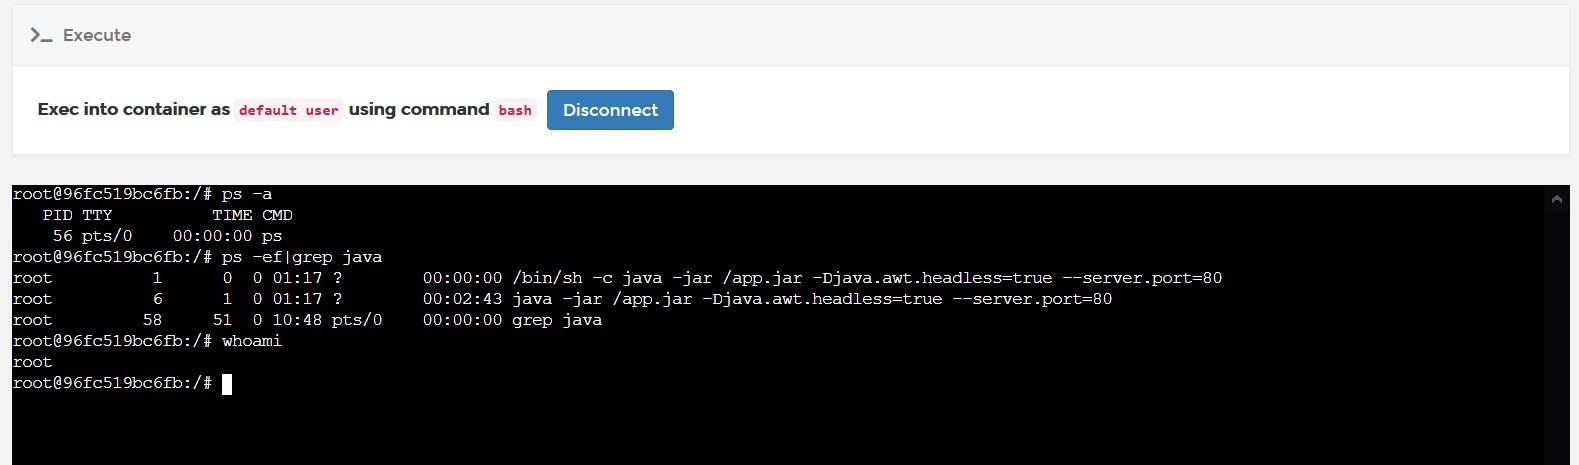 Execute
Exec into container as default user using command bash Disconnect
root@96fc519bc6fb:/# ps -a
PID TTY TIME CMD
56 pts/0 00:00:00 ps
root@96fc519bc6fb:/# ps -ef|grep java
root 1 0 0 01:17 ? 00:00:00 /bin/sh -c java -jar /app.jar -Djava.awt.headless=true --server.port=80
root 6 1 0 01:17 ? 00:02:43 java -jar /app.jar -Djava.awt.headless=true --server.port=80
root 58 51 0 10:48 pts/0 00:00:00 grep java
root@96fc519bc6fb:/# whoami
root
root@96fc519bc6fb:/#